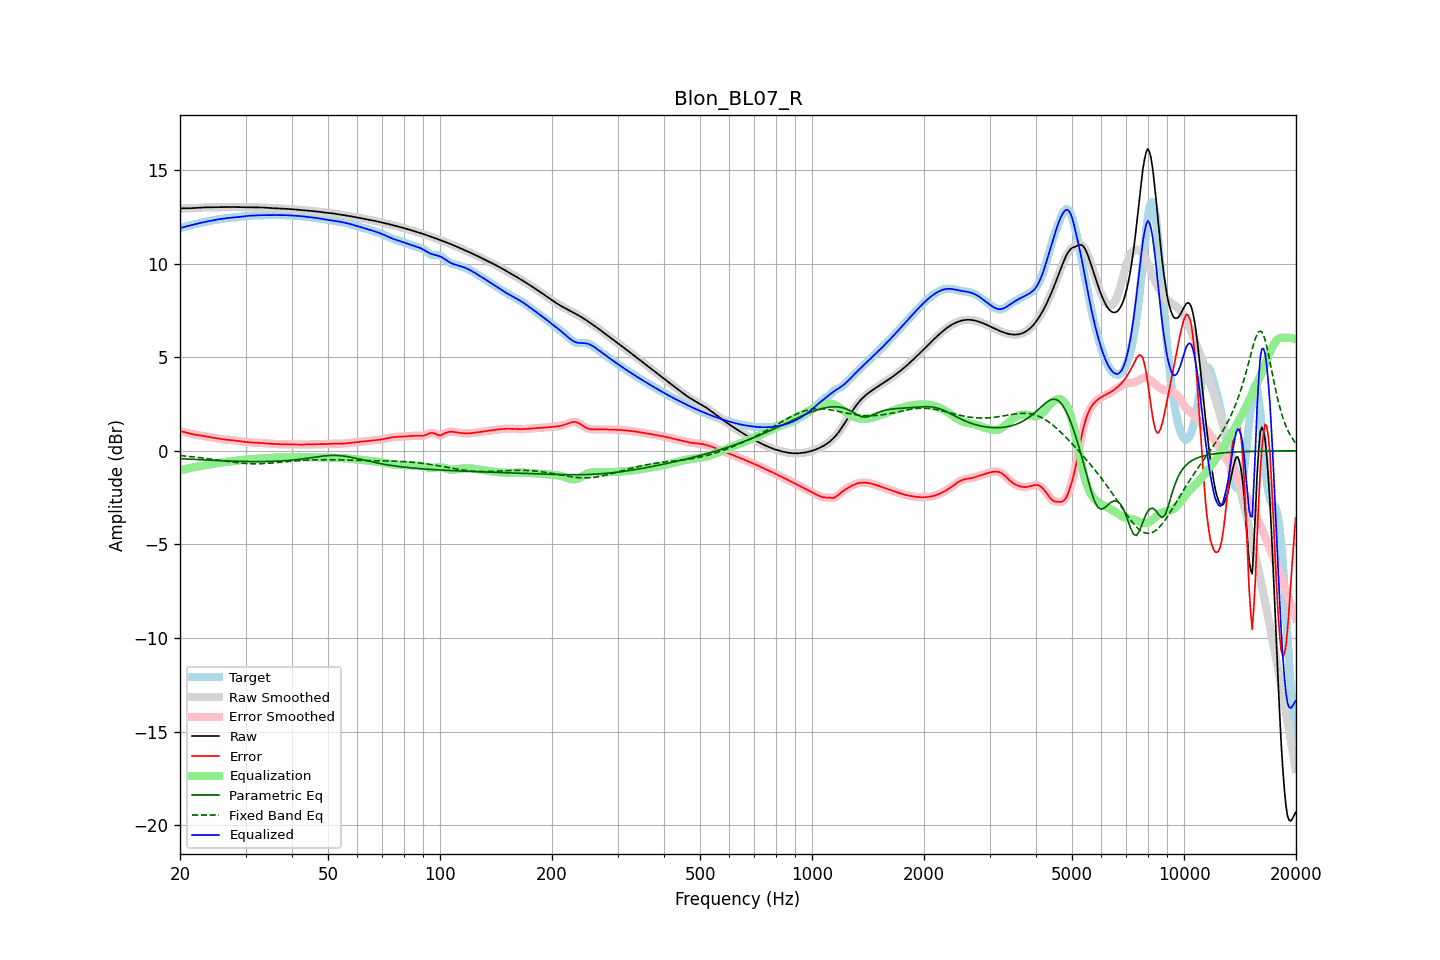 Blon_BL07_R
15
10
5
0
−5
−10
−15
−20
Amplitude (dBr)
20
50
100
200
500
1000
2000
5000
10000
20000
Frequency (Hz)
Target
Raw Smoothed
Error Smoothed
Raw
Error
Equalization
Parametric Eq
Fixed Band Eq
Equalized